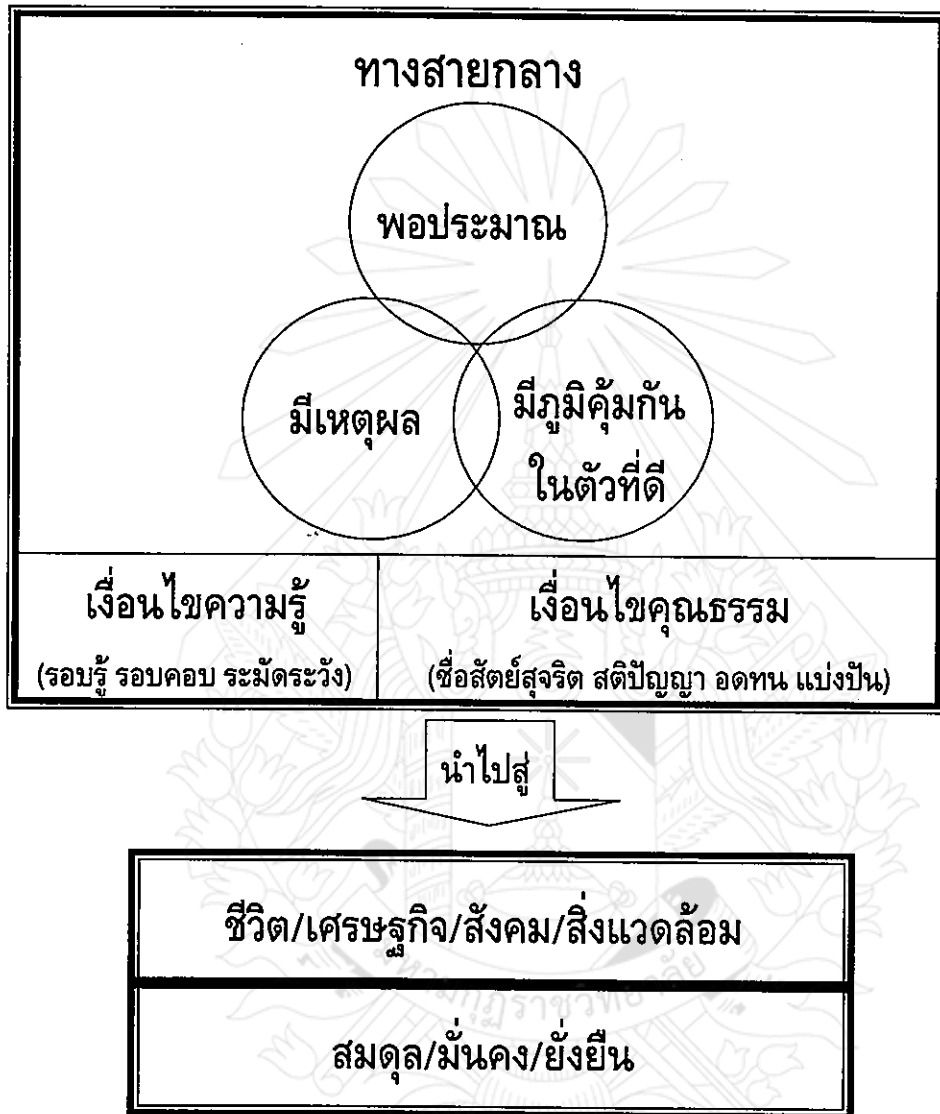 ทางสายกลาง
พอประมาณ
มีเหตุผล
มีภูมิคุ้มกัน
ในตัวที่ดี
เงื่อนไขความรู้
(รอบรู้ รอบคอบ ระมัดระวัง)
เงื่อนไขคุณธรรม
(ซื่อสัตย์สุจริต สติปัญญา อดทน แบ่งปัน)
นำไปสู่
ชีวิต/เศรษฐกิจ/สังคม/สิ่งแวดล้อม
สมดุล/มั่นคง/ยั่งยืน